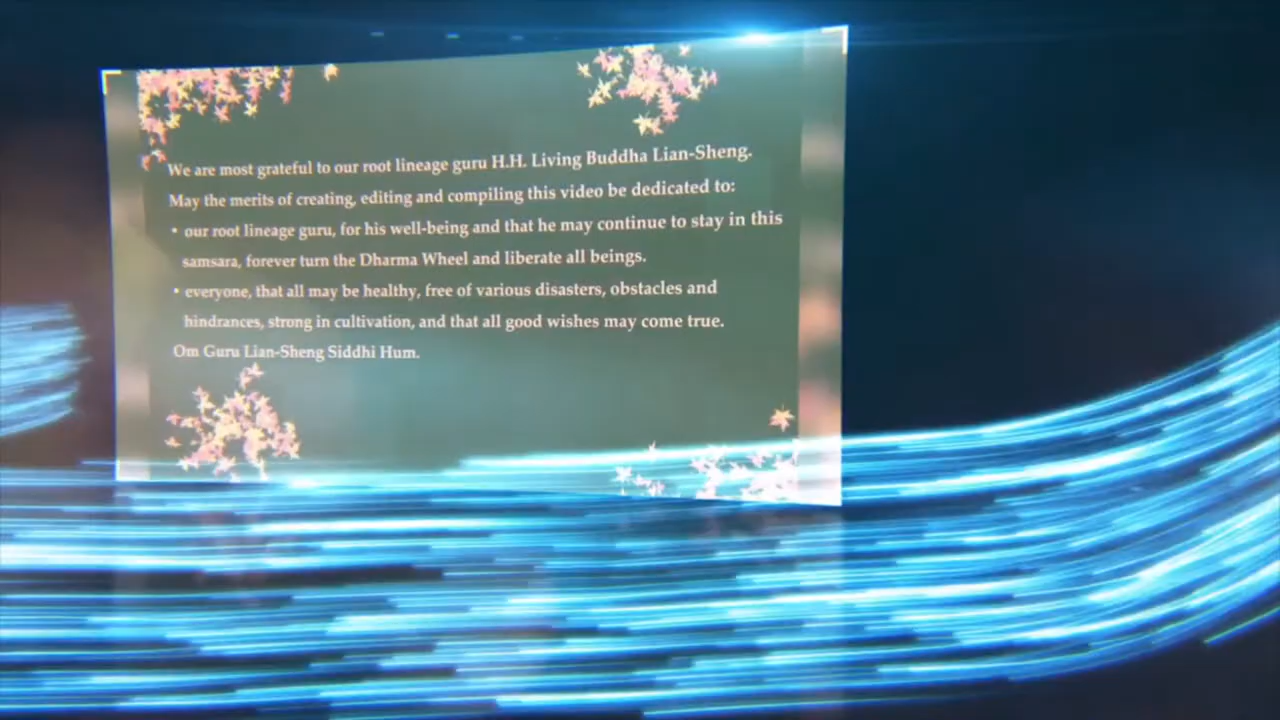 We are most grateful to our root lineage guru H.H. Living Buddha Lian-Sheng.
May the merits of creating, editing and compiling this video be dedicated to:
• our root lineage guru, for his well-being and that he may continue to stay in this
samsara, forever turn the Dharma Wheel and liberate all beings.
• everyone, that all may be healthy, free of various disasters, obstacles and
hindrances, strong in cultivation, and that all good wishes may come true.
Om Guru Lian-Sheng Siddhi Hum.